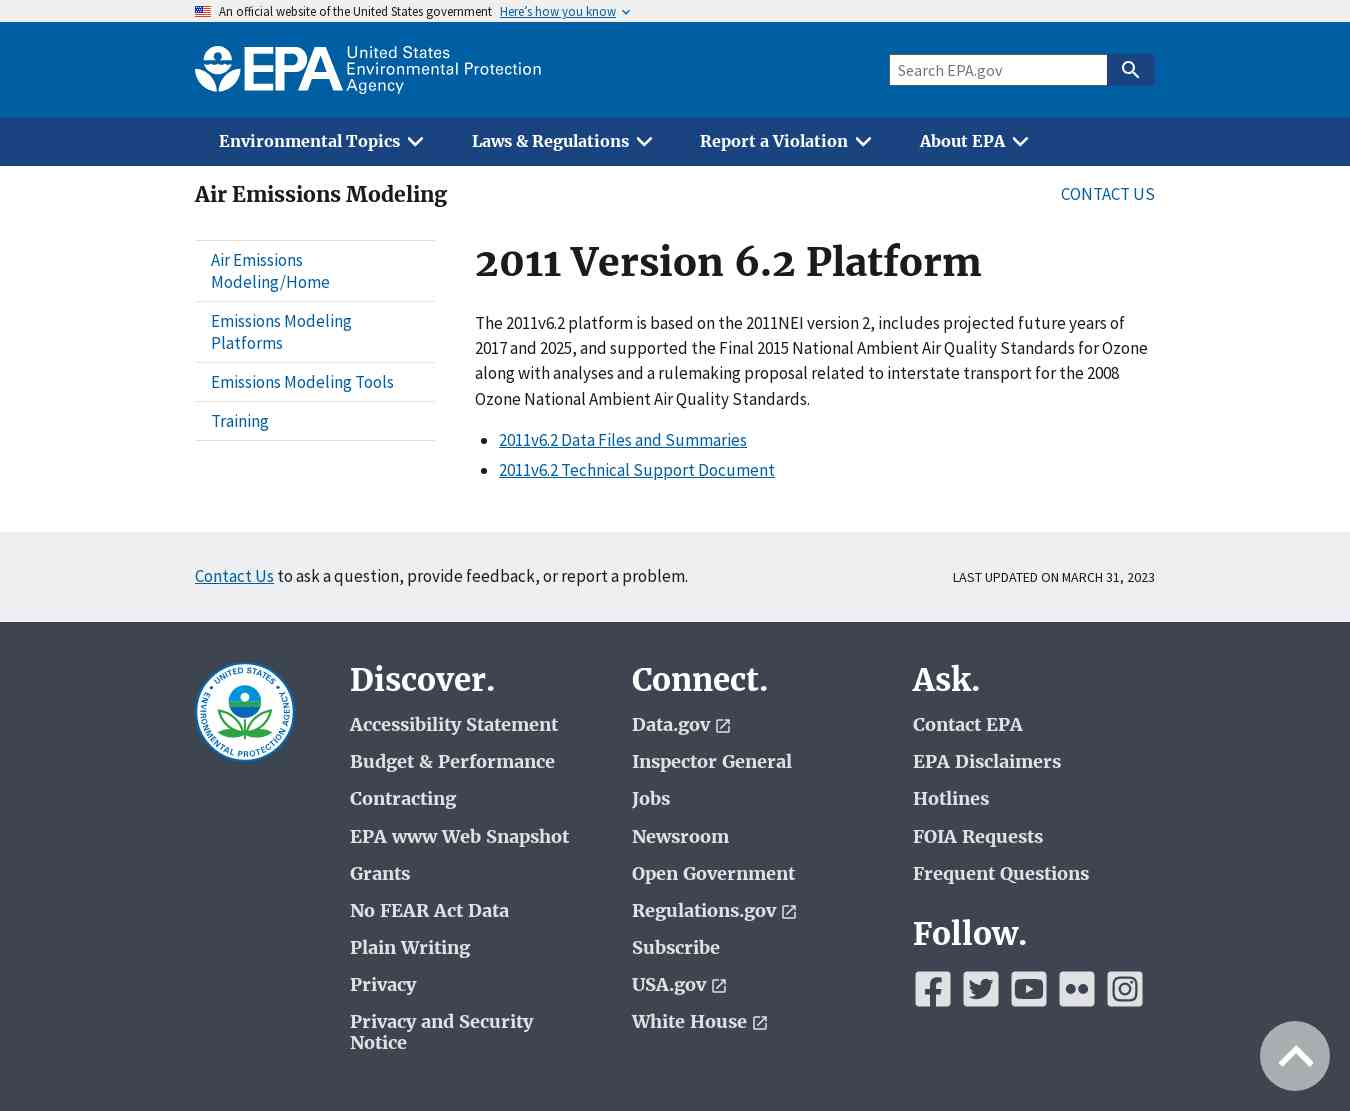 An official website of the United States government Here's how you know
EPA United States
Environmental Protection
Agency
Search EPA.gov
Environmental Topics Laws & Regulations Report a Violation About EPA
Air Emissions Modeling
CONTACT US
Air Emissions
Modeling/Home
Emissions Modeling
Platforms
Emissions Modeling Tools
Training
2011 Version 6.2 Platform
The 2011v6.2 platform is based on the 2011NEI version 2, includes projected future years of
2017 and 2025, and supported the Final 2015 National Ambient Air Quality Standards for Ozone
along with analyses and a rulemaking proposal related to interstate transport for the 2008
Ozone National Ambient Air Quality Standards.
2011v6.2 Data Files and Summaries
2011v6.2 Technical Support Document
Contact Us to ask a question, provide feedback, or report a problem.
LAST UPDATED ON MARCH 31, 2023
UNITED STATES
ENVIRONMENTAL PROTECTION AGENCY
Discover.
Accessibility Statement
Budget & Performance
Contracting
EPA www Web Snapshot
Grants
No FEAR Act Data
Plain Writing
Privacy
Privacy and Security
Notice
Connect.
Data.gov
Inspector General
Jobs
Newsroom
Open Government
Regulations.gov
Subscribe
USA.gov
White House
Ask.
Contact EPA
EPA Disclaimers
Hotlines
FOIA Requests
Frequent Questions
Follow.